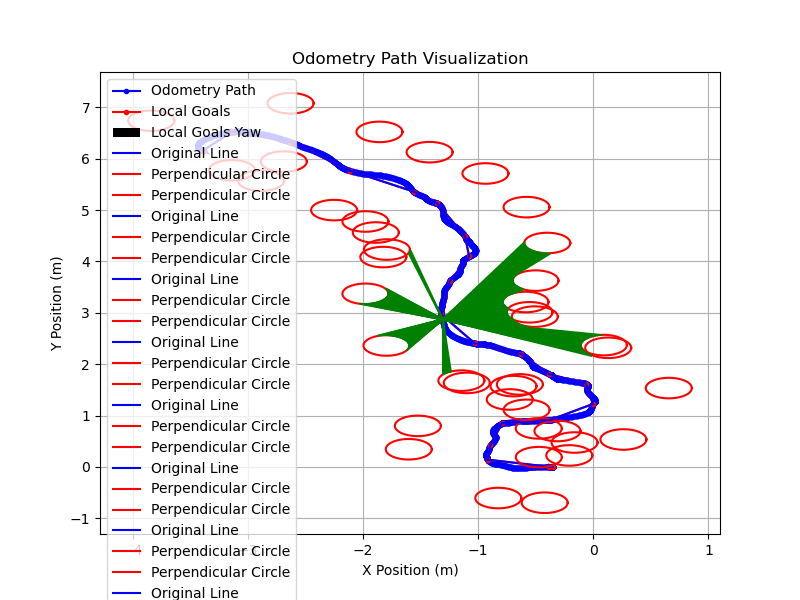 Odometry Path Visualization
Odometry Path
Local Goals
Local Goals Yaw
Original Line
Perpendicular Circle
Perpendicular Circle
Original Line
Perpendicular Circle
Perpendicular Circle
Original Line
Perpendicular Circle
Perpendicular Circle
Original Line
Perpendicular Circle
Perpendicular Circle
Original Line
Perpendicular Circle
Perpendicular Circle
Original Line
Perpendicular Circle
Perpendicular Circle
Original Line
Perpendicular Circle
Perpendicular Circle
Original Line
Y Position (m)
7
6
5
4
3
2
1
0
−1
−4 −3 −2 −1 0 1
X Position (m)